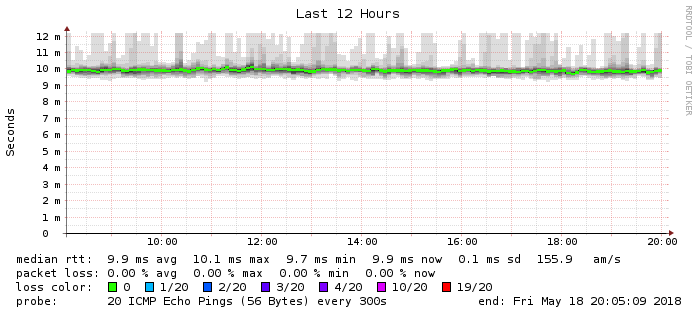 Last 12 Hours
RRDTOOL / TOBI OETIKER
Seconds
12 m
11 m
10 m
9 m
8 m
7 m
6 m
5 m
4 m
3 m
2 m
1 m
0
10:00 12:00 14:00 16:00 18:00 20:00
median rtt: 9.9 ms avg 10.1 ms max 9.7 ms min 9.9 ms now 0.1 ms sd 155.9 am/s
packet loss: 0.00 % avg 0.00 % max 0.00 % min 0.00 % now
loss color: 0 1/20 2/20 3/20 4/20 10/20 19/20
probe: 20 ICMP Echo Pings (56 Bytes) every 300s end: Fri May 18 20:05:09 2018